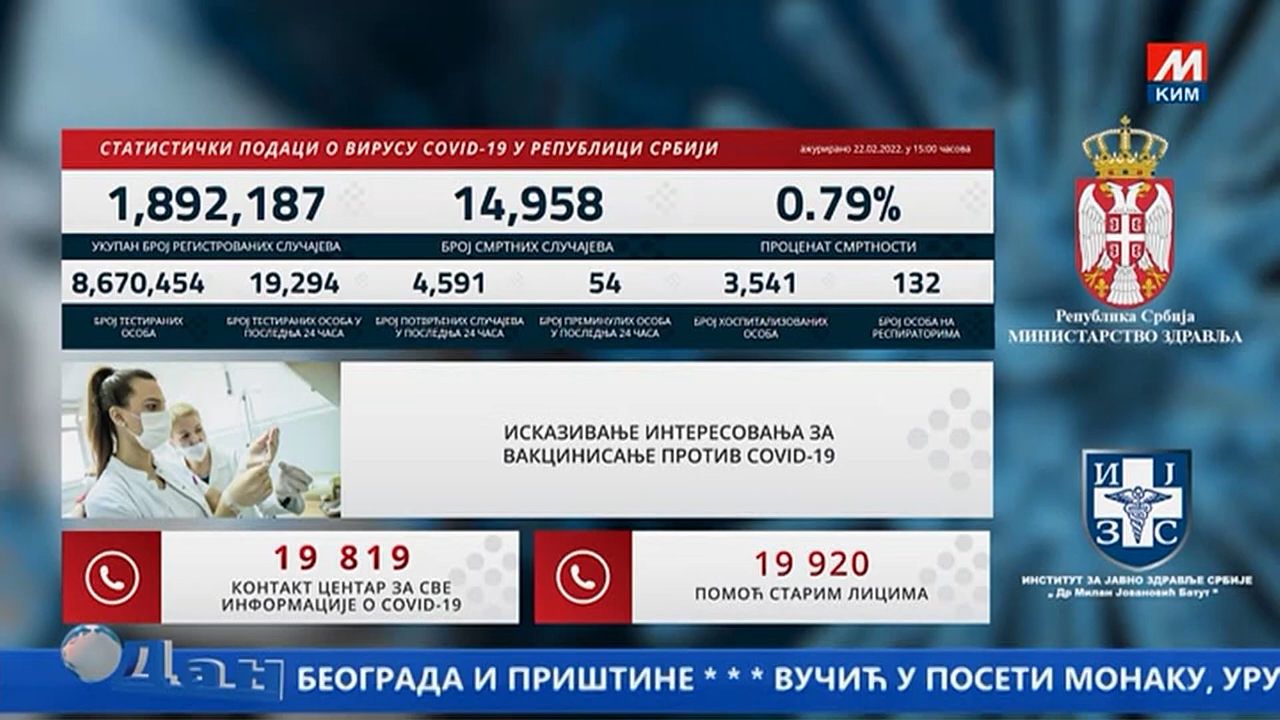 М
КИМ
СТАТИСТИЧКИ ПОДАЦИ О ВИРУСУ COVID-19 У РЕПУБЛИЦИ СРБИЈИ
ажурирано 22.02.2022. у 15:00 часова
1,892,187
УКУПАН БРОЈ РЕГИСТРОВАНИХ СЛУЧАЈЕВА
14,958
БРОЈ СМРТНИХ СЛУЧАЈЕВА
0.79%
ПРОЦЕНАТ СМРТНОСТИ
8,670,454
БРОЈ ТЕСТИРАНИХ
ОСОБА
19,294
БРОЈ ТЕСТИРАНИХ ОСОБА У
ПОСЛЕДЊА 24 ЧАСА
4,591
БРОЈ ПОТВРЂЕНИХ СЛУЧАЈЕВА
У ПОСЛЕДЊА 24 ЧАСА
54
БРОЈ ПРЕМИНУЛИХ ОСОБА
У ПОСЛЕДЊА 24 ЧАСА
3,541
БРОЈ ХОСПИТАЛИЗОВАНИХ
ОСОБА
132
БРОЈ ОСОБА НА
РЕСПИРАТОРИМА
Република Србија
МИНИСТАРСТВО ЗДРАВЉА
ИСКАЗИВАЊЕ ИНТЕРЕСОВАЊА ЗА
ВАКЦИНИСАЊЕ ПРОТИВ COVID-19
И Ј
З С
ИНСТИТУТ ЗА ЈАВНО ЗДРАВЉЕ СРБИЈЕ
„ Др Милан Јовановић Батут "
19 819
КОНТАКТ ЦЕНТАР ЗА СВЕ
ИНФОРМАЦИЈЕ О COVID-19
19 920
ПОМОЋ СТАРИМ ЛИЦИМА
Дан
БЕОГРАДА И ПРИШТИНЕ * * * ВУЧИЋ У ПОСЕТИ МОНАКУ, УРУ